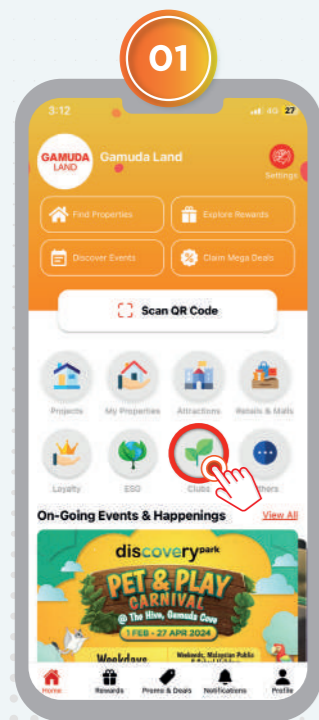 01
3:12
4G 27
GAMUDA
LAND
Gamuda Land
Settings
Find Properties
Explore Rewards
Discover Events
Claim Mega Deals
Scan QR Code
Projects
My Properties
Attractions
Retails & Malls
Loyalty
ESG
Clubs
Others
On-Going Events & Happenings
View All
discoverypark
PET & PLAY
CARNIVAL
@ The Hive, Gamuda Cove
1 FEB - 27 APR 2024
Weekdays
Weekends, Malaysian Public
& School Holidays
Home
Rewards
Promo & Deals
Notifications
Profile